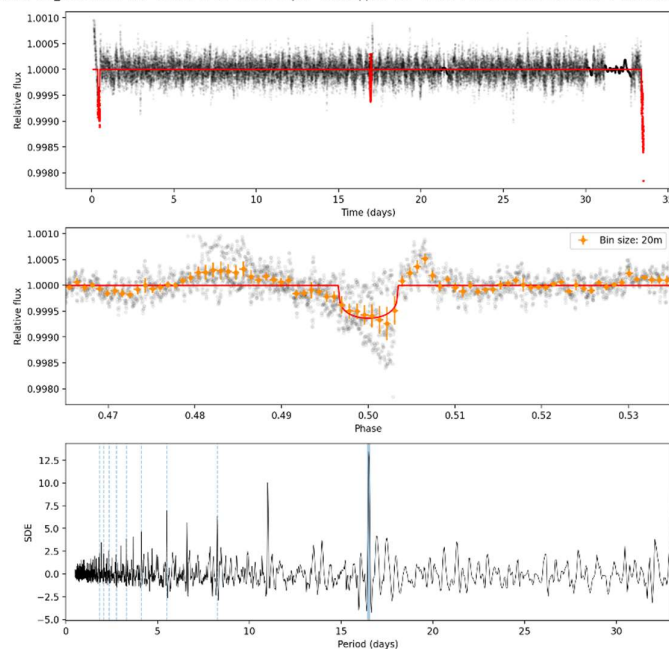 1.0010
1.0005
1.0000
0.9995
0.9990
0.9985
0.9980
Relative flux
0 5 10 15 20 25 30 35
Time (days)
1.0010
1.0005
1.0000
0.9995
0.9990
0.9985
0.9980
Relative flux
Bin size: 20m
0.47 0.48 0.49 0.50 0.51 0.52 0.53
Phase
12.5
10.0
7.5
5.0
2.5
0.0
−2.5
−5.0
SDE
0 5 10 15 20 25 30
Period (days)